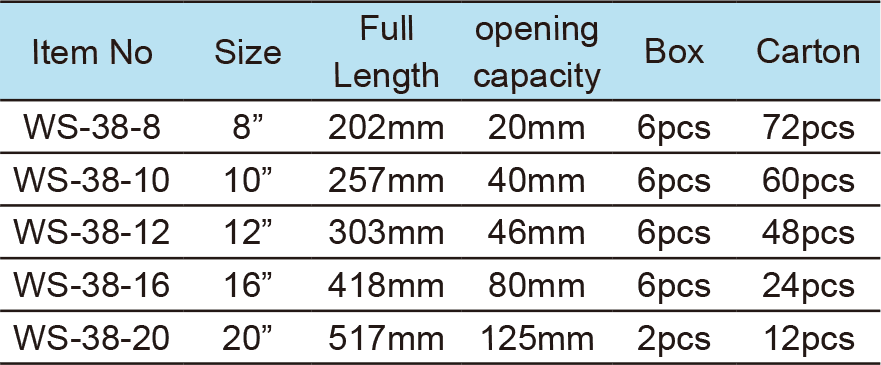 Item No Size Full Length opening capacity Box Carton
WS-38-8 8” 202mm 20mm 6pcs 72pcs
WS-38-10 10” 257mm 40mm 6pcs 60pcs
WS-38-12 12” 303mm 46mm 6pcs 48pcs
WS-38-16 16” 418mm 80mm 6pcs 24pcs
WS-38-20 20” 517mm 125mm 2pcs 12pcs